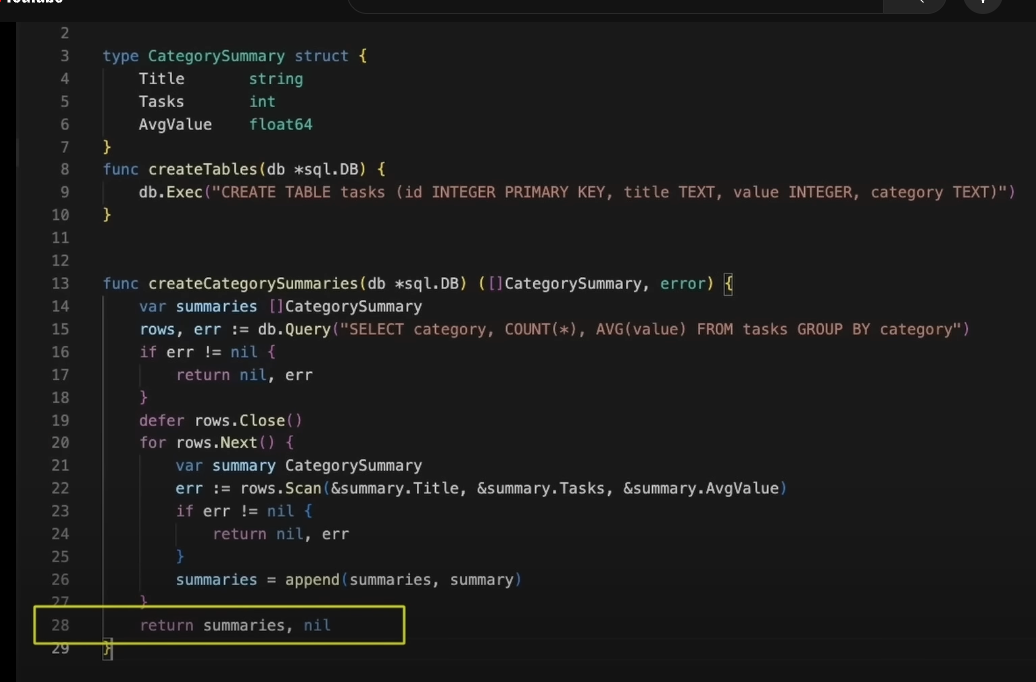 YouTube
2
3 type CategorySummary struct {
4 Title string
5 Tasks int
6 AvgValue float64
7 }
8 func createTables(db *sql.DB) {
9 db.Exec("CREATE TABLE tasks (id INTEGER PRIMARY KEY, title TEXT, value INTEGER, category TEXT)")
10 }
11
12
13 func createCategorySummaries(db *sql.DB) ([]CategorySummary, error) {
14 var summaries []CategorySummary
15 rows, err := db.Query("SELECT category, COUNT(*), AVG(value) FROM tasks GROUP BY category")
16 if err != nil {
17 return nil, err
18 }
19 defer rows.Close()
20 for rows.Next() {
21 var summary CategorySummary
22 err := rows.Scan(&summary.Title, &summary.Tasks, &summary.AvgValue)
23 if err != nil {
24 return nil, err
25 }
26 summaries = append(summaries, summary)
27 }
28 return summaries, nil
29 }